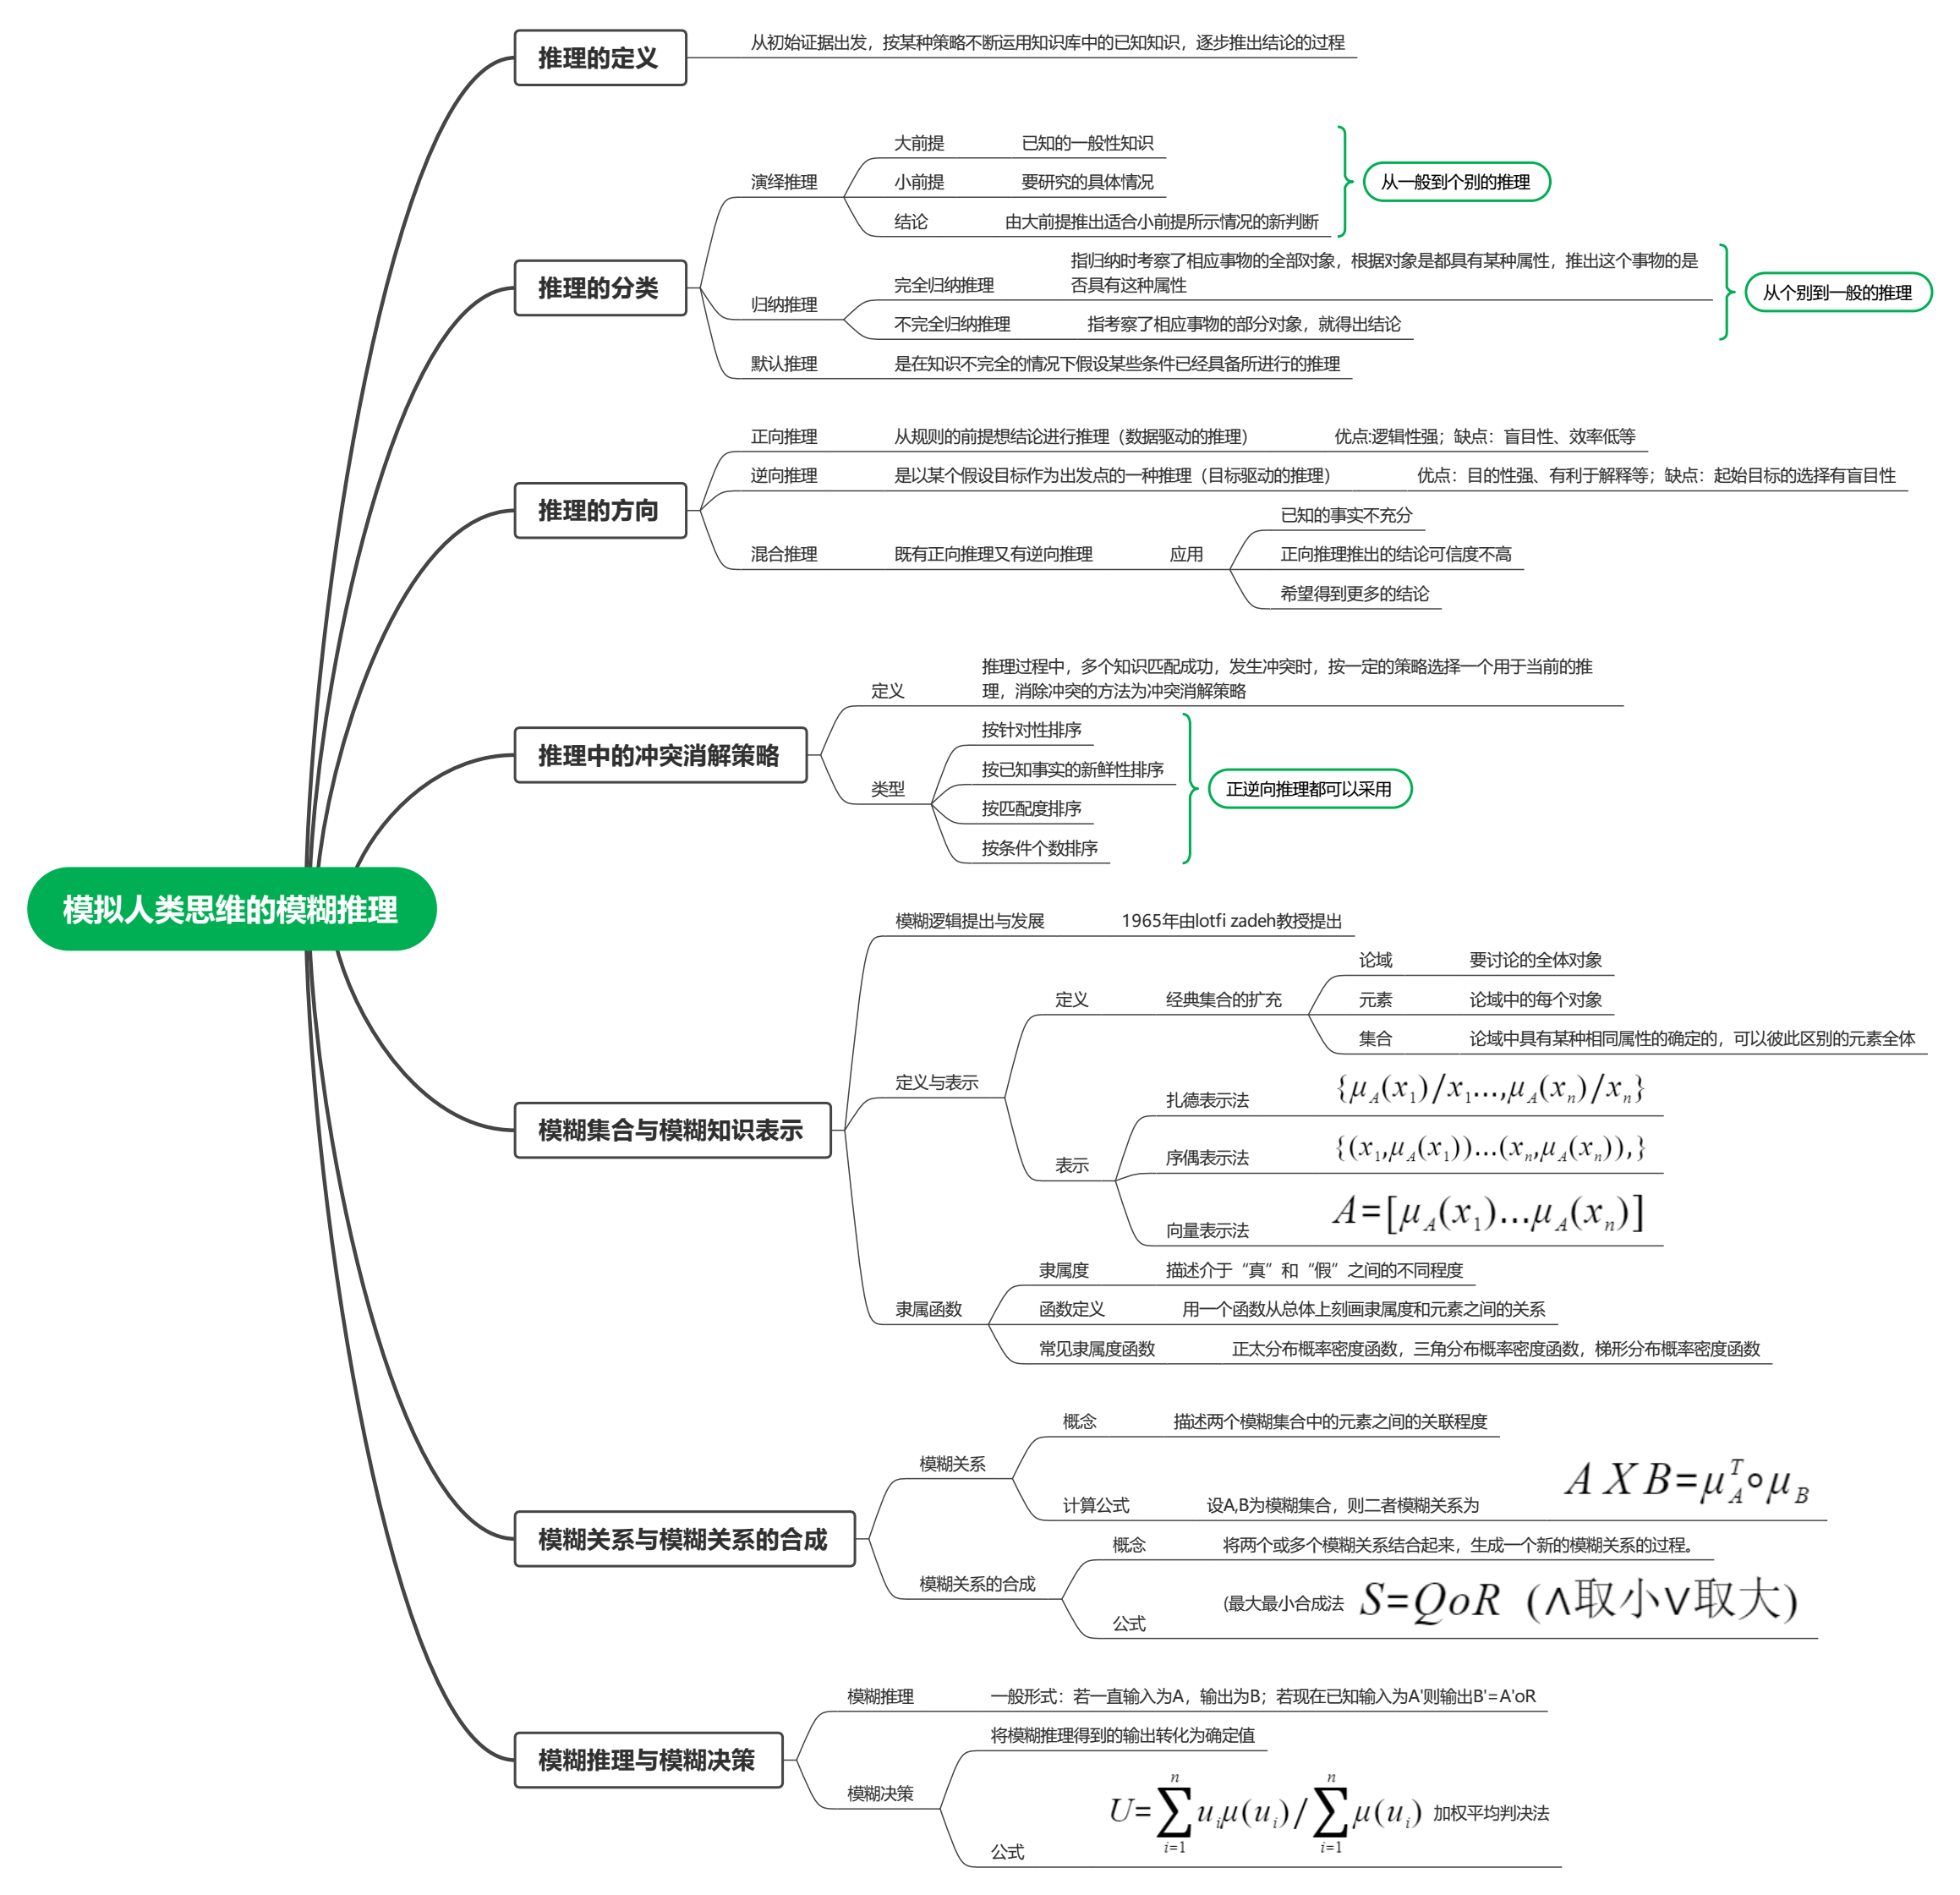 模拟人类思维的模糊推理
推理的定义
从初始证据出发，按某种策略不断运用知识库中的已知知识，逐步推出结论的过程
推理的分类
演绎推理
大前提
已知的一般性知识
小前提
要研究的具体情况
结论
由大前提推出适合小前提所示情况的新判断
从一般到个别的推理
归纳推理
完全归纳推理
指归纳时考察了相应事物的全部对象，根据对象是都具有某种属性，推出这个事物的是
否具有这种属性
不完全归纳推理
指考察了相应事物的部分对象，就得出结论
从个别到一般的推理
默认推理
是在知识不完全的情况下假设某些条件已经具备所进行的推理
推理的方向
正向推理
从规则的前提想结论进行推理（数据驱动的推理）
优点:逻辑性强；缺点：盲目性、效率低等
逆向推理
是以某个假设目标作为出发点的一种推理（目标驱动的推理）
优点：目的性强、有利于解释等；缺点：起始目标的选择有盲目性
混合推理
既有正向推理又有逆向推理
应用
已知的事实不充分
正向推理推出的结论可信度不高
希望得到更多的结论
推理中的冲突消解策略
定义
推理过程中，多个知识匹配成功，发生冲突时，按一定的策略选择一个用于当前的推
理，消除冲突的方法为冲突消解策略
类型
按针对性排序
按已知事实的新鲜性排序
按匹配度排序
按条件个数排序
正逆向推理都可以采用
模糊集合与模糊知识表示
模糊逻辑提出与发展
1965年由lotfi zadeh教授提出
定义与表示
定义
经典集合的扩充
论域
要讨论的全体对象
元素
论域中的每个对象
集合
论域中具有某种相同属性的确定的，可以彼此区别的元素全体
表示
扎德表示法
{μ_A(x_1)/x_1...,μ_A(x_n)/x_n}
序偶表示法
{(x_1,μ_A(x_1))...(x_n,μ_A(x_n)),}
向量表示法
A=[μ_A(x_1)...μ_A(x_n)]
隶属函数
隶属度
描述介于“真”和“假”之间的不同程度
函数定义
用一个函数从总体上刻画隶属度和元素之间的关系
常见隶属度函数
正太分布概率密度函数，三角分布概率密度函数，梯形分布概率密度函数
模糊关系与模糊关系的合成
模糊关系
概念
描述两个模糊集合中的元素之间的关联程度
计算公式
设A,B为模糊集合，则二者模糊关系为
A X B=μ_A^T∘μ_B
模糊关系的合成
概念
将两个或多个模糊关系结合起来，生成一个新的模糊关系的过程。
公式
(最大最小合成法 S=QoR (∧取小∨取大)
模糊推理与模糊决策
模糊推理
一般形式：若一直输入为A，输出为B；若现在已知输入为A'则输出B'=A'oR
模糊决策
将模糊推理得到的输出转化为确定值
公式
U=∑_{i=1}^{n}u_iμ(u_i)/∑_{i=1}^{n}μ(u_i) 加权平均判决法